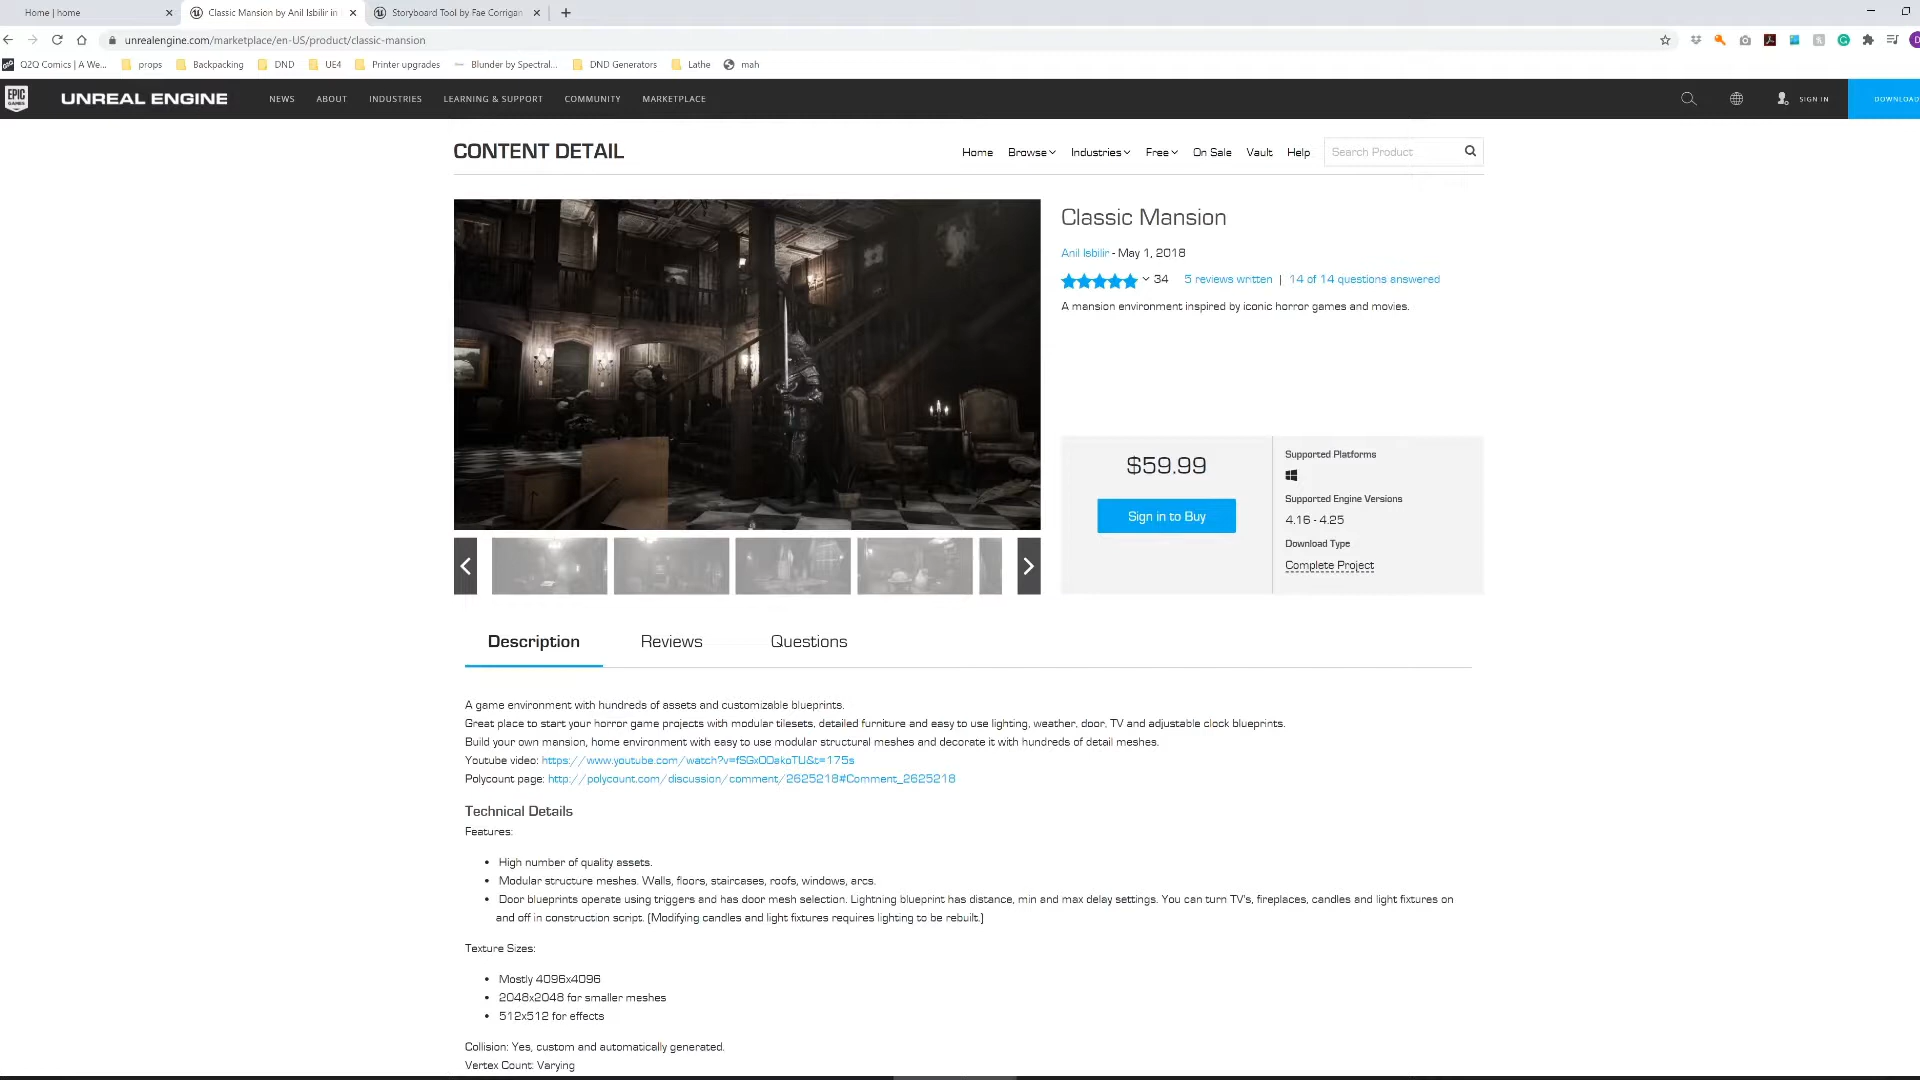 Home | home
Classic Mansion by Anil Isbilir in
Storyboard Tool by Fae Corrigan
unrealengine.com/marketplace/en-US/product/classic-mansion
Q2Q Comics | A We...
props
Backpacking
DND
UE4
Printer upgrades
Blunder by Spectral...
DND Generators
Lathe
mah
EPIC GAMES
UNREAL ENGINE
NEWS
ABOUT
INDUSTRIES
LEARNING & SUPPORT
COMMUNITY
MARKETPLACE
SIGN IN
DOWNLOAD
CONTENT DETAIL
Home
Browse
Industries
Free
On Sale
Vault
Help
Search Product
Classic Mansion
Anil Isbilir - May 1, 2018
34 5 reviews written | 14 of 14 questions answered
A mansion environment inspired by iconic horror games and movies.
$59.99
Sign in to Buy
Supported Platforms
Supported Engine Versions
4.16 - 4.25
Download Type
Complete Project
Description
Reviews
Questions
A game environment with hundreds of assets and customizable blueprints.
Great place to start your horror game projects with modular tilesets, detailed furniture and easy to use lighting, weather, door, TV and adjustable clock blueprints.
Build your own mansion, home environment with easy to use modular structural meshes and decorate it with hundreds of detail meshes.
Youtube video: https://www.youtube.com/watch?v=fSGxOOakoTU&t=175s
Polycount page: http://polycount.com/discussion/comment/2625218#Comment_2625218
Technical Details
Features:
• High number of quality assets.
• Modular structure meshes. Walls, floors, staircases, roofs, windows, arcs.
• Door blueprints operate using triggers and has door mesh selection. Lightning blueprint has distance, min and max delay settings. You can turn TV's, fireplaces, candles and light fixtures on
and off in construction script. (Modifying candles and light fixtures requires lighting to be rebuilt.)
Texture Sizes:
• Mostly 4096x4096
• 2048x2048 for smaller meshes
• 512x512 for effects
Collision: Yes, custom and automatically generated.
Vertex Count: Varying